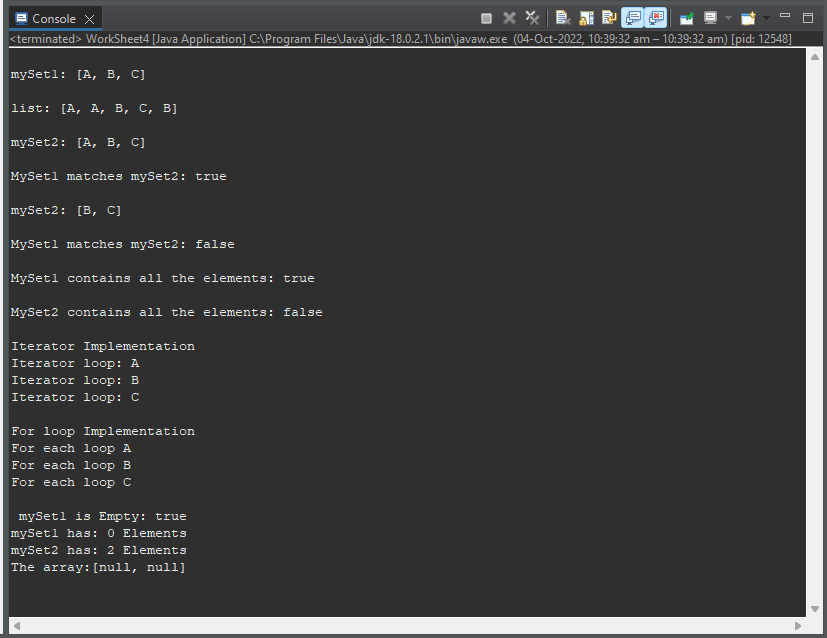 Console
<terminated> WorkSheet4 [Java Application] C:\Program Files\Java\jdk-18.0.2.1\bin\javaw.exe (04-Oct-2022, 10:39:32 am – 10:39:32 am) [pid: 12548]
mySet1: [A, B, C]
list: [A, A, B, C, B]
mySet2: [A, B, C]
MySet1 matches mySet2: true
mySet2: [B, C]
MySet1 matches mySet2: false
MySet1 contains all the elements: true
MySet2 contains all the elements: false
Iterator Implementation
Iterator loop: A
Iterator loop: B
Iterator loop: C
For loop Implementation
For each loop A
For each loop B
For each loop C
mySet1 is Empty: true
mySet1 has: 0 Elements
mySet2 has: 2 Elements
The array:[null, null]